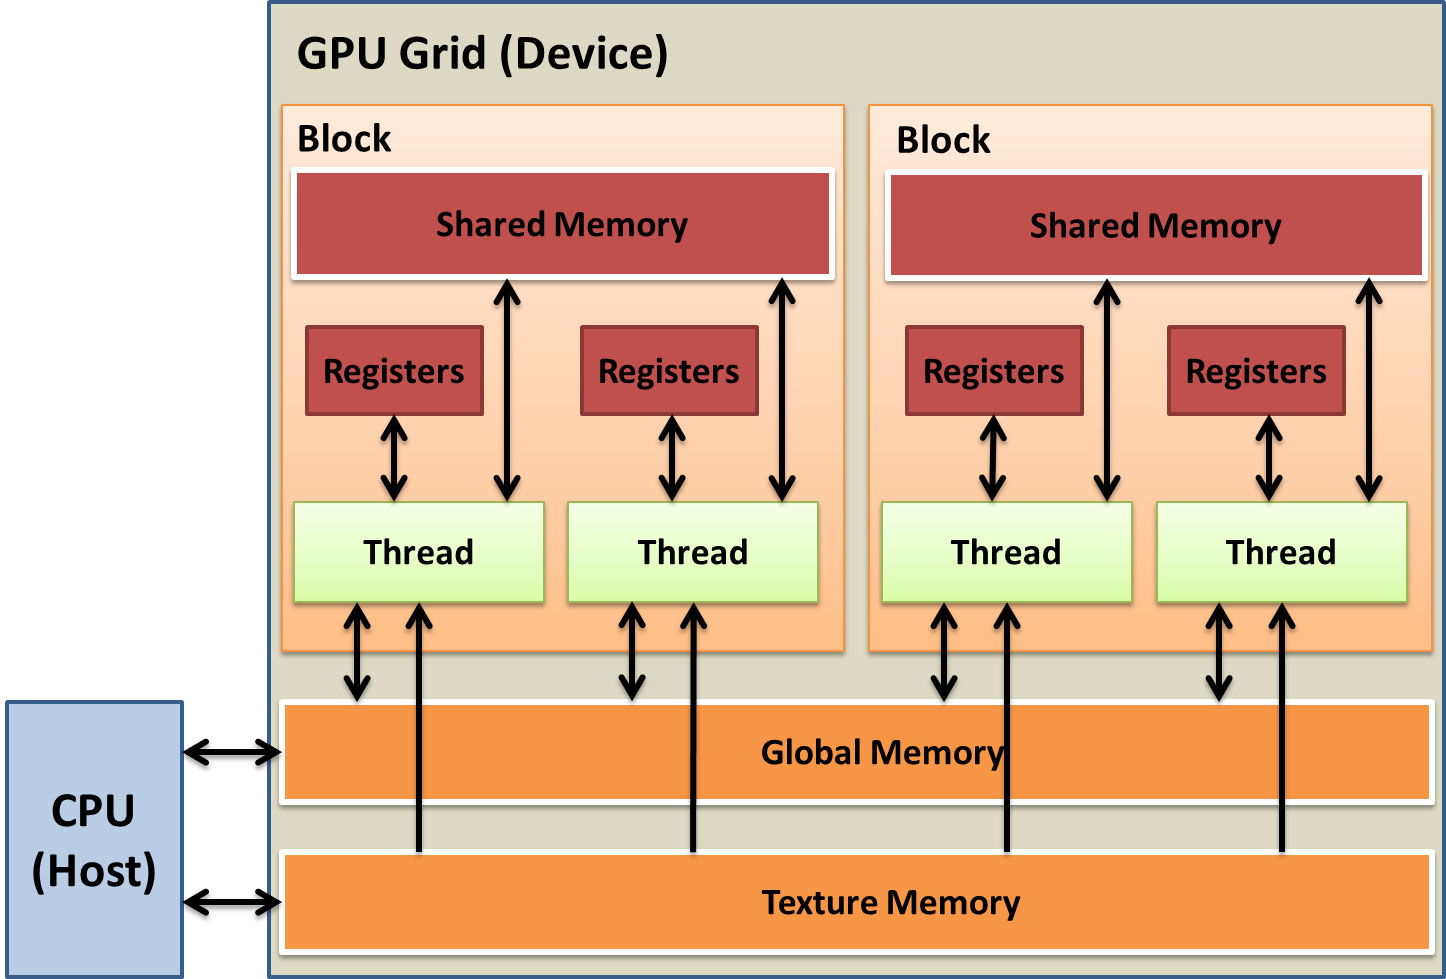 GPU Grid (Device)
Block
Block
Shared Memory
Shared Memory
Registers
Registers
Registers
Registers
Thread
Thread
Thread
Thread
Global Memory
CPU
(Host)
Texture Memory